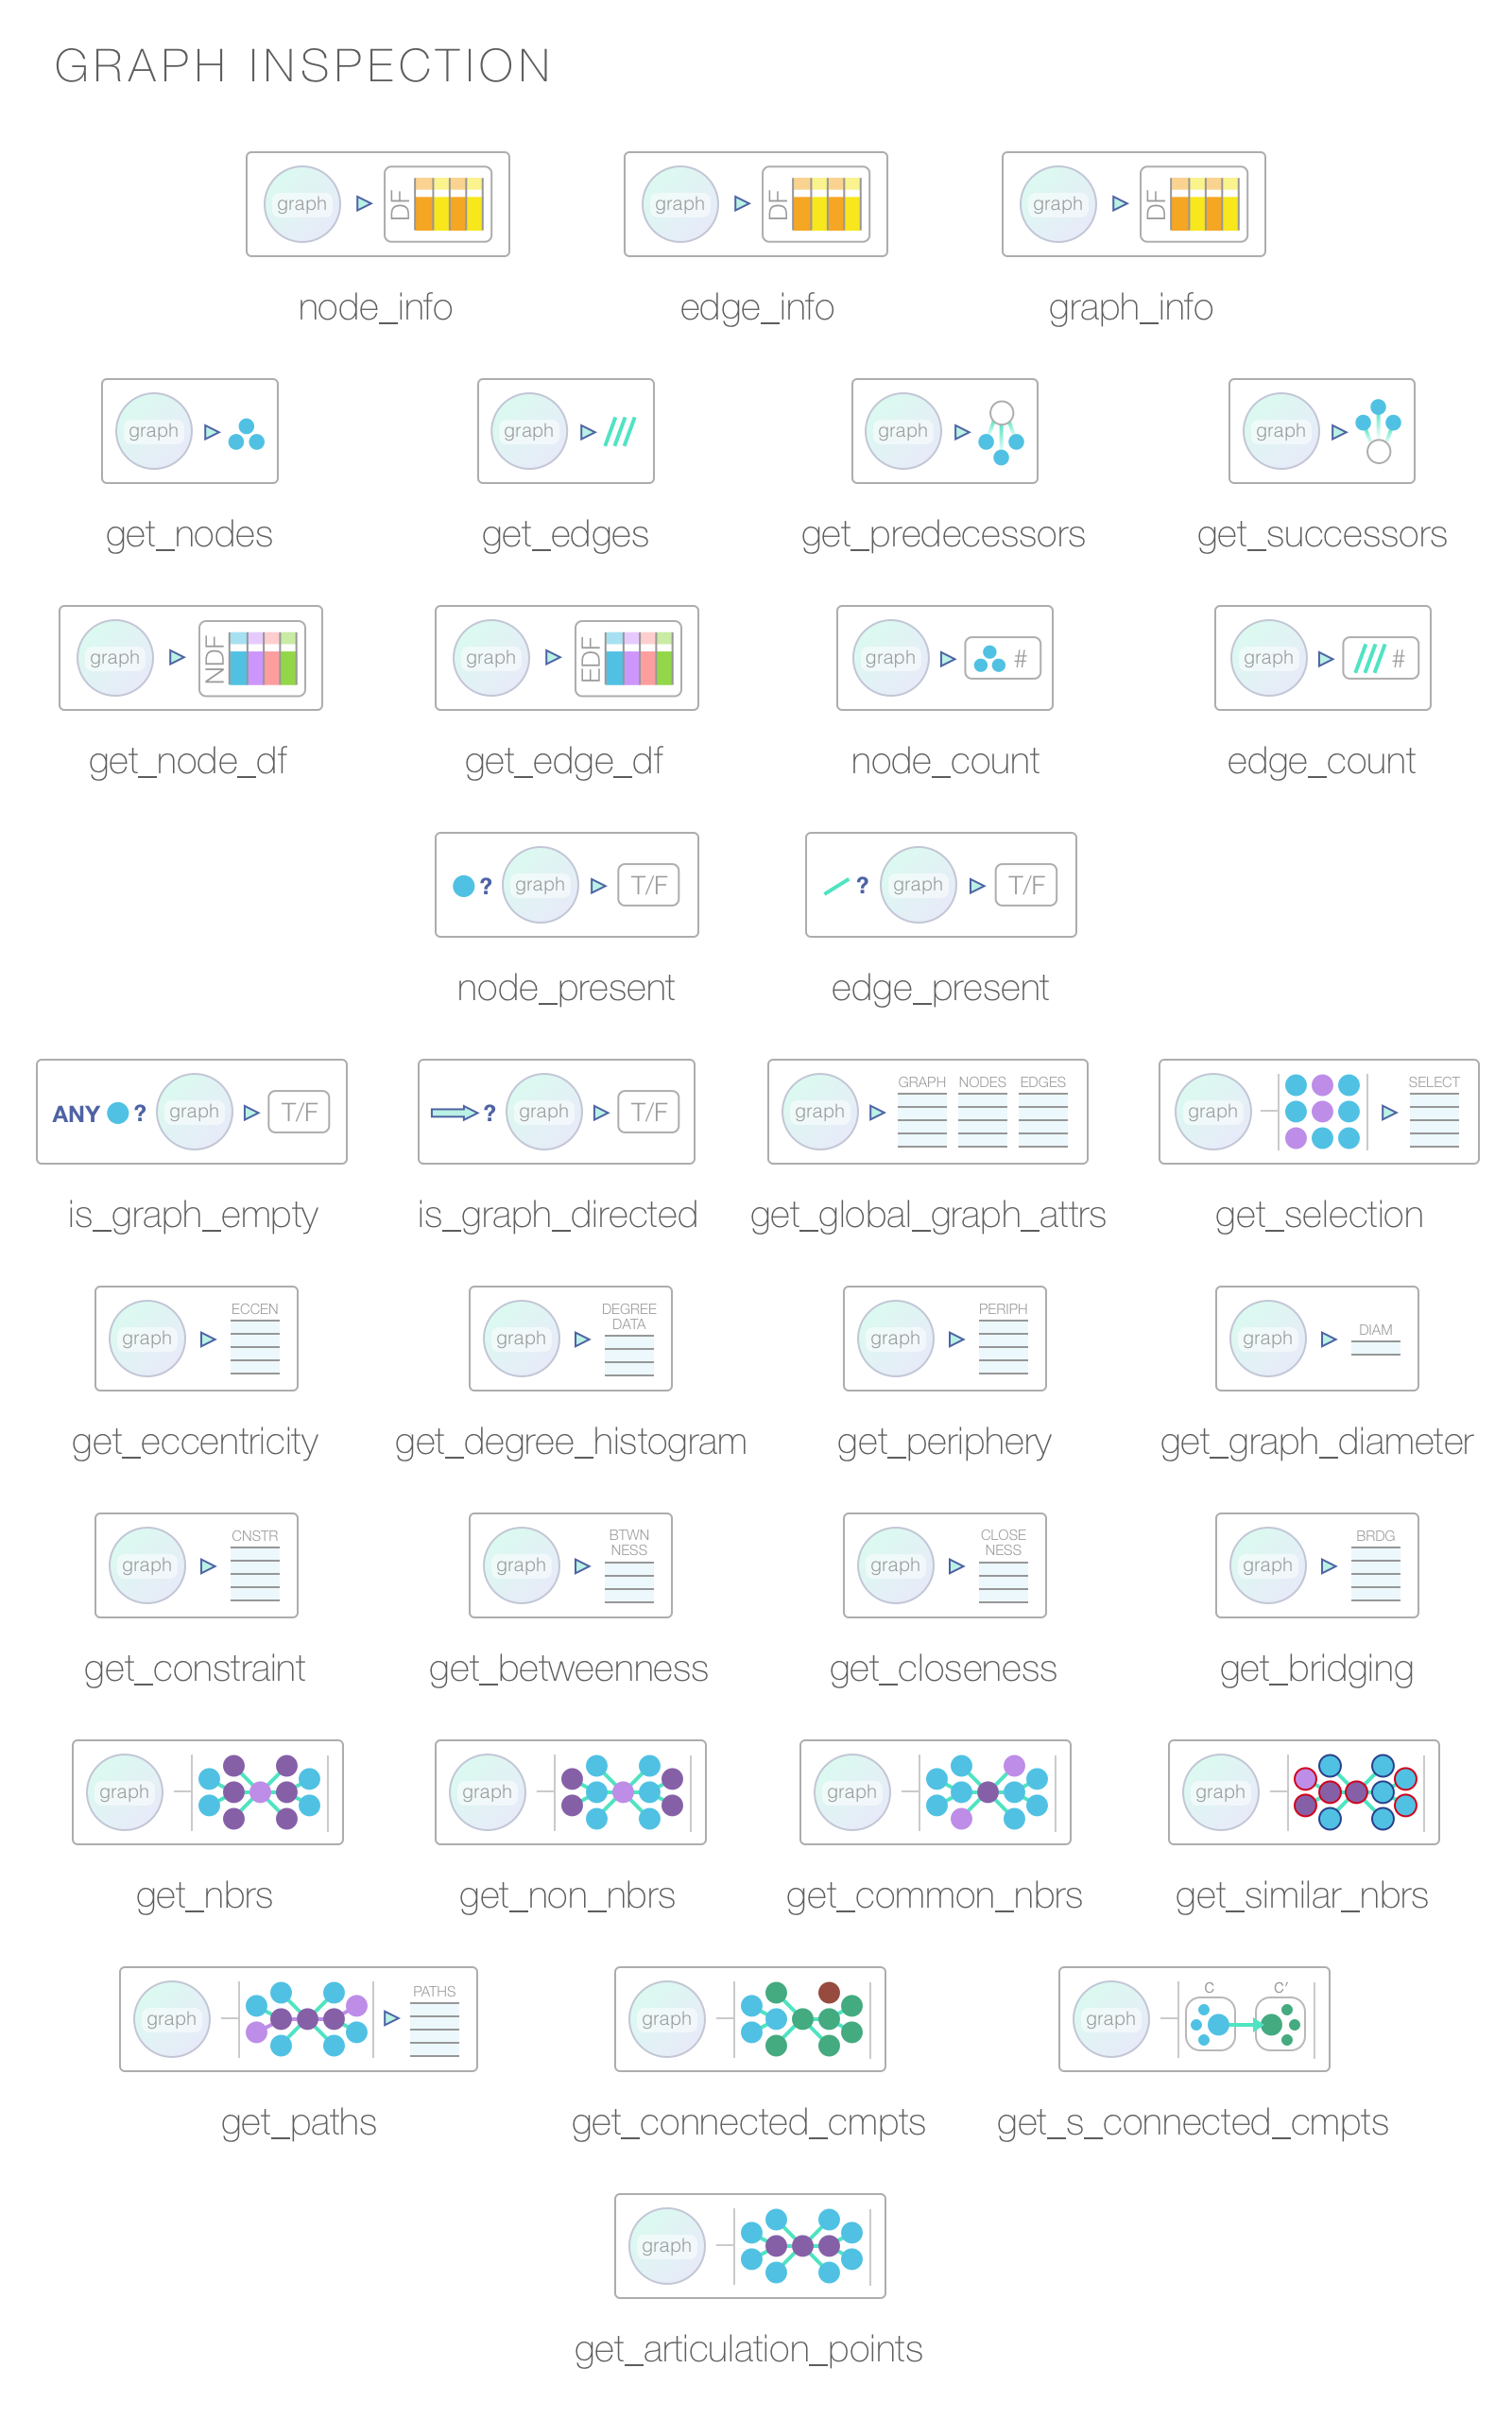 GRAPH INSPECTION
graph DF graph DF graph DF
node_info edge_info graph_info
graph graph graph graph
get_nodes get_edges get_predecessors get_successors
graph NDF graph EDF graph # graph #
get_node_df get_edge_df node_count edge_count
? graph T/F ? graph T/F
node_present edge_present
ANY ? graph T/F ? graph T/F graph GRAPH NODES EDGES graph SELECT
is_graph_empty is_graph_directed get_global_graph_attrs get_selection
graph ECCEN graph DEGREE DATA graph PERIPH graph DIAM
get_eccentricity get_degree_histogram get_periphery get_graph_diameter
graph CNSTR graph BTWN NESS graph CLOSE NESS graph BRDG
get_constraint get_betweenness get_closeness get_bridging
graph graph graph graph
get_nbrs get_non_nbrs get_common_nbrs get_similar_nbrs
graph PATHS graph graph C C'
get_paths get_connected_cmpts get_s_connected_cmpts
graph
get_articulation_points